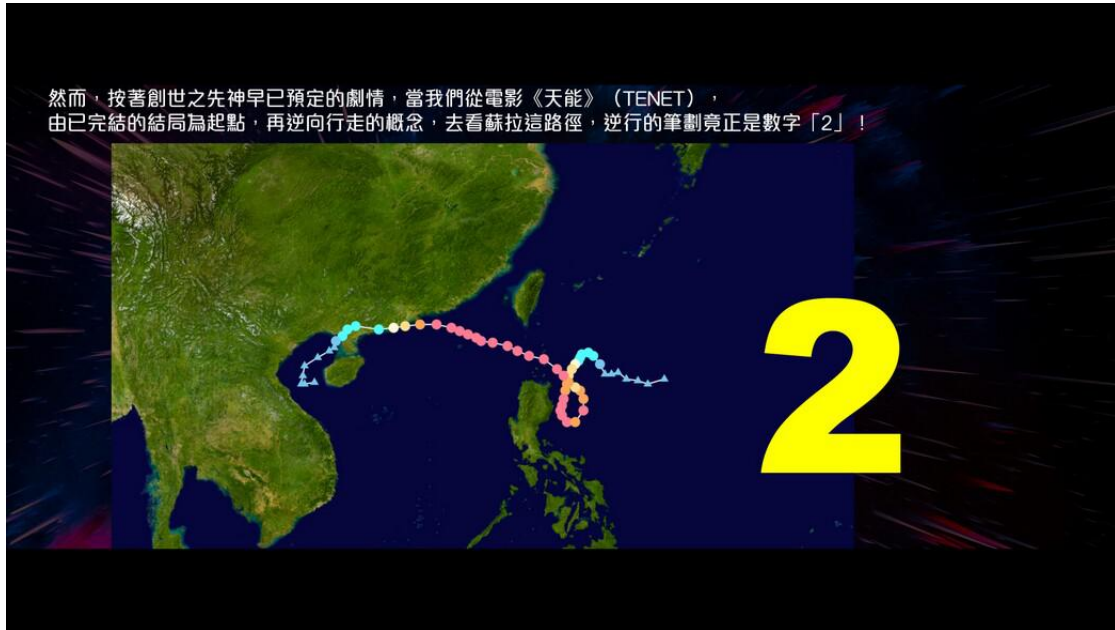 然而，按著創世之先神早已預定的劇情，當我們從電影《天能》（TENET），
由已完結的結局為起點，再逆向行走的概念，去看蘇拉這路徑，逆行的筆劃竟正是數字「2」！
2